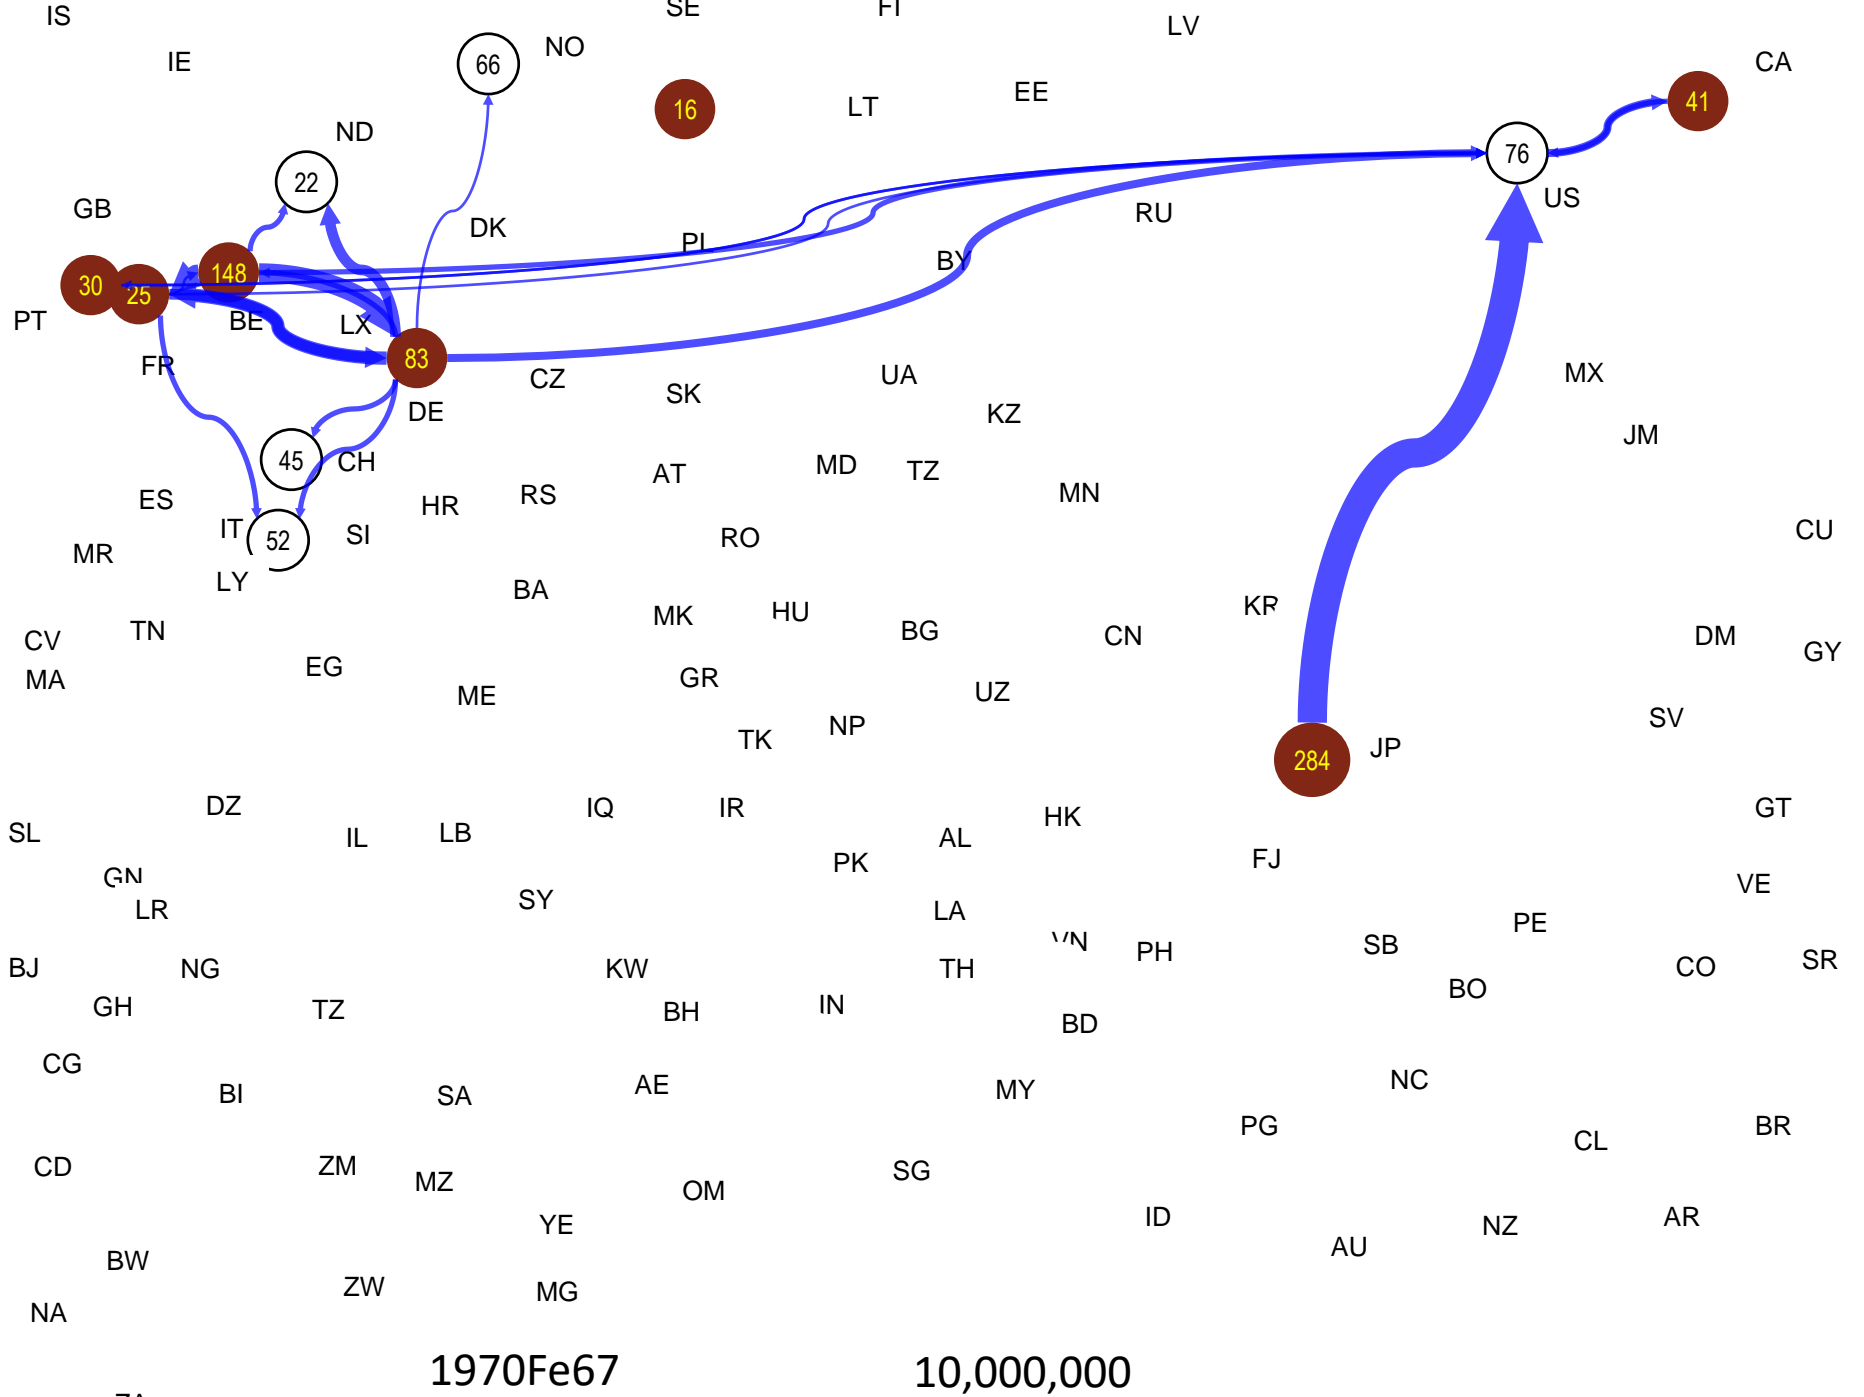 IS
SE
FI
LV
IE
NO
CA
66
EE
41
16
LT
ND
76
22
US
GB
RU
DK
PL
BY
148
30
25
PT
BE
LX
83
FR
CZ
UA
MX
SK
DE
KZ
JM
45
CH
AT
MD
TZ
MN
ES
HR
RS
IT
52
SI
RO
CU
MR
LY
BA
MK
HU
KR
TN
BG
CN
DM
CV
GY
EG
MA
ME
GR
UZ
SV
NP
TK
JP
284
DZ
IQ
IR
HK
GT
SL
IL
LB
AL
PK
FJ
GN
VE
LR
SY
LA
PE
VN
PH
SB
BJ
NG
KW
TH
CO
SR
BO
GH
TZ
BH
IN
BD
CG
BI
SA
AE
MY
NC
PG
BR
CL
CD
ZM
MZ
SG
OM
ID
AR
YE
NZ
AU
BW
ZW
MG
NA
1970Fe67
10,000,000